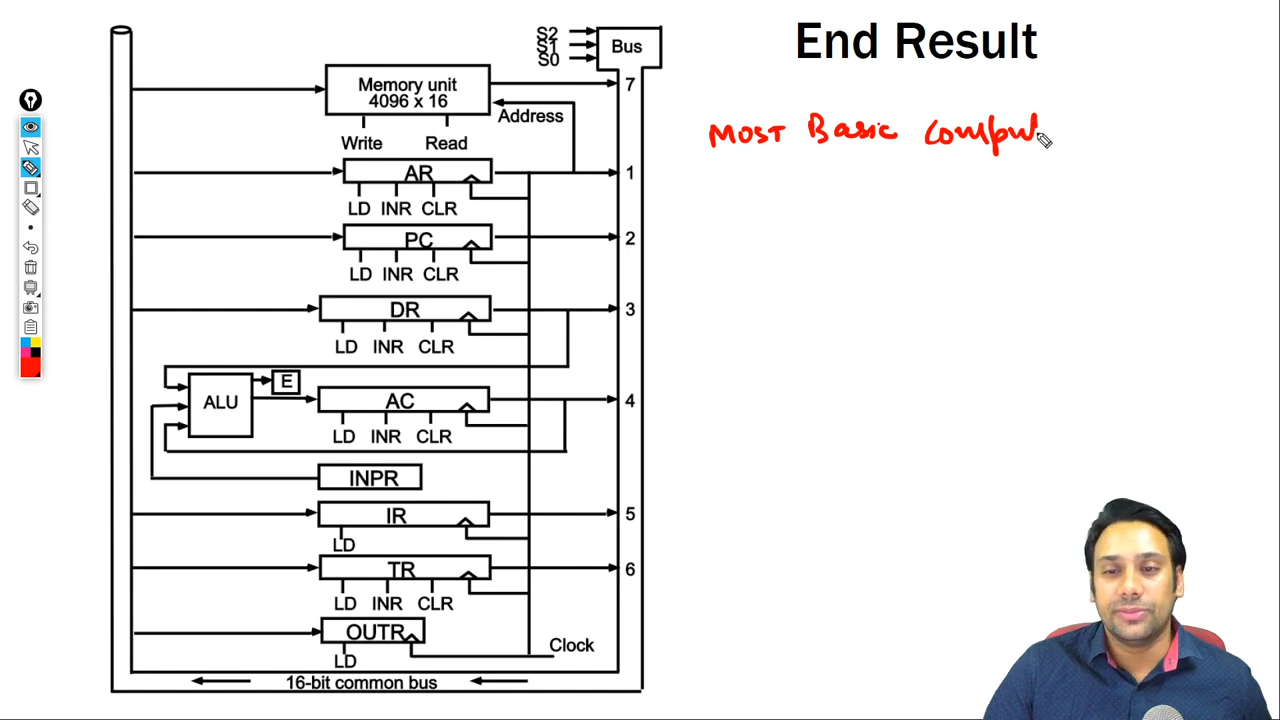 End Result
MOST Basic Comput
S2
S1
S0
Bus
Memory unit
4096 x 16
7
Address
Write Read
AR
1
LD INR CLR
PC
2
LD INR CLR
DR
3
LD INR CLR
E
ALU
AC
4
LD INR CLR
INPR
IR
5
LD
TR
6
LD INR CLR
OUTR
Clock
LD
16-bit common bus